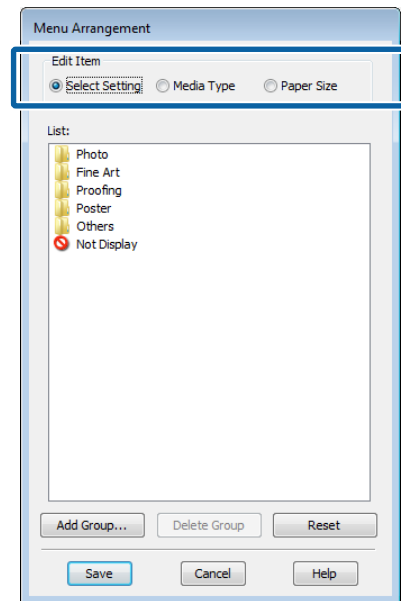 Menu Arrangement
Edit Item
Select Setting Media Type Paper Size
List:
Photo
Fine Art
Proofing
Poster
Others
Not Display
Add Group... Delete Group Reset
Save Cancel Help